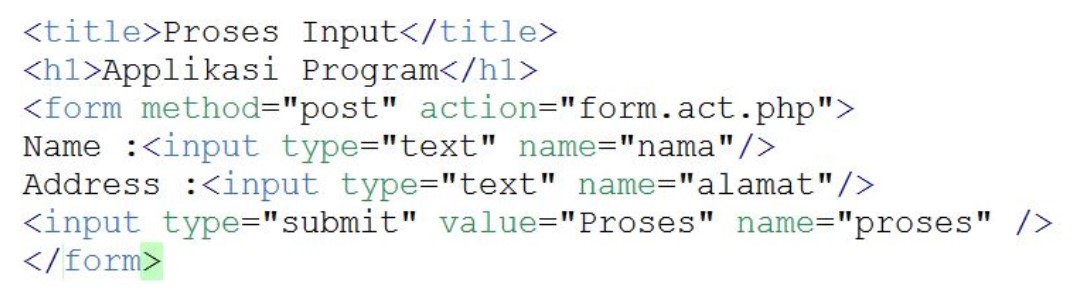 <title>Proses Input</title>
<h1>Applikasi Program</h1>
<form method="post" action="form.act.php">
Name :<input type="text" name="nama"/>
Address :<input type="text" name="alamat"/>
<input type="submit" value="Proses" name="proses" />
</form>